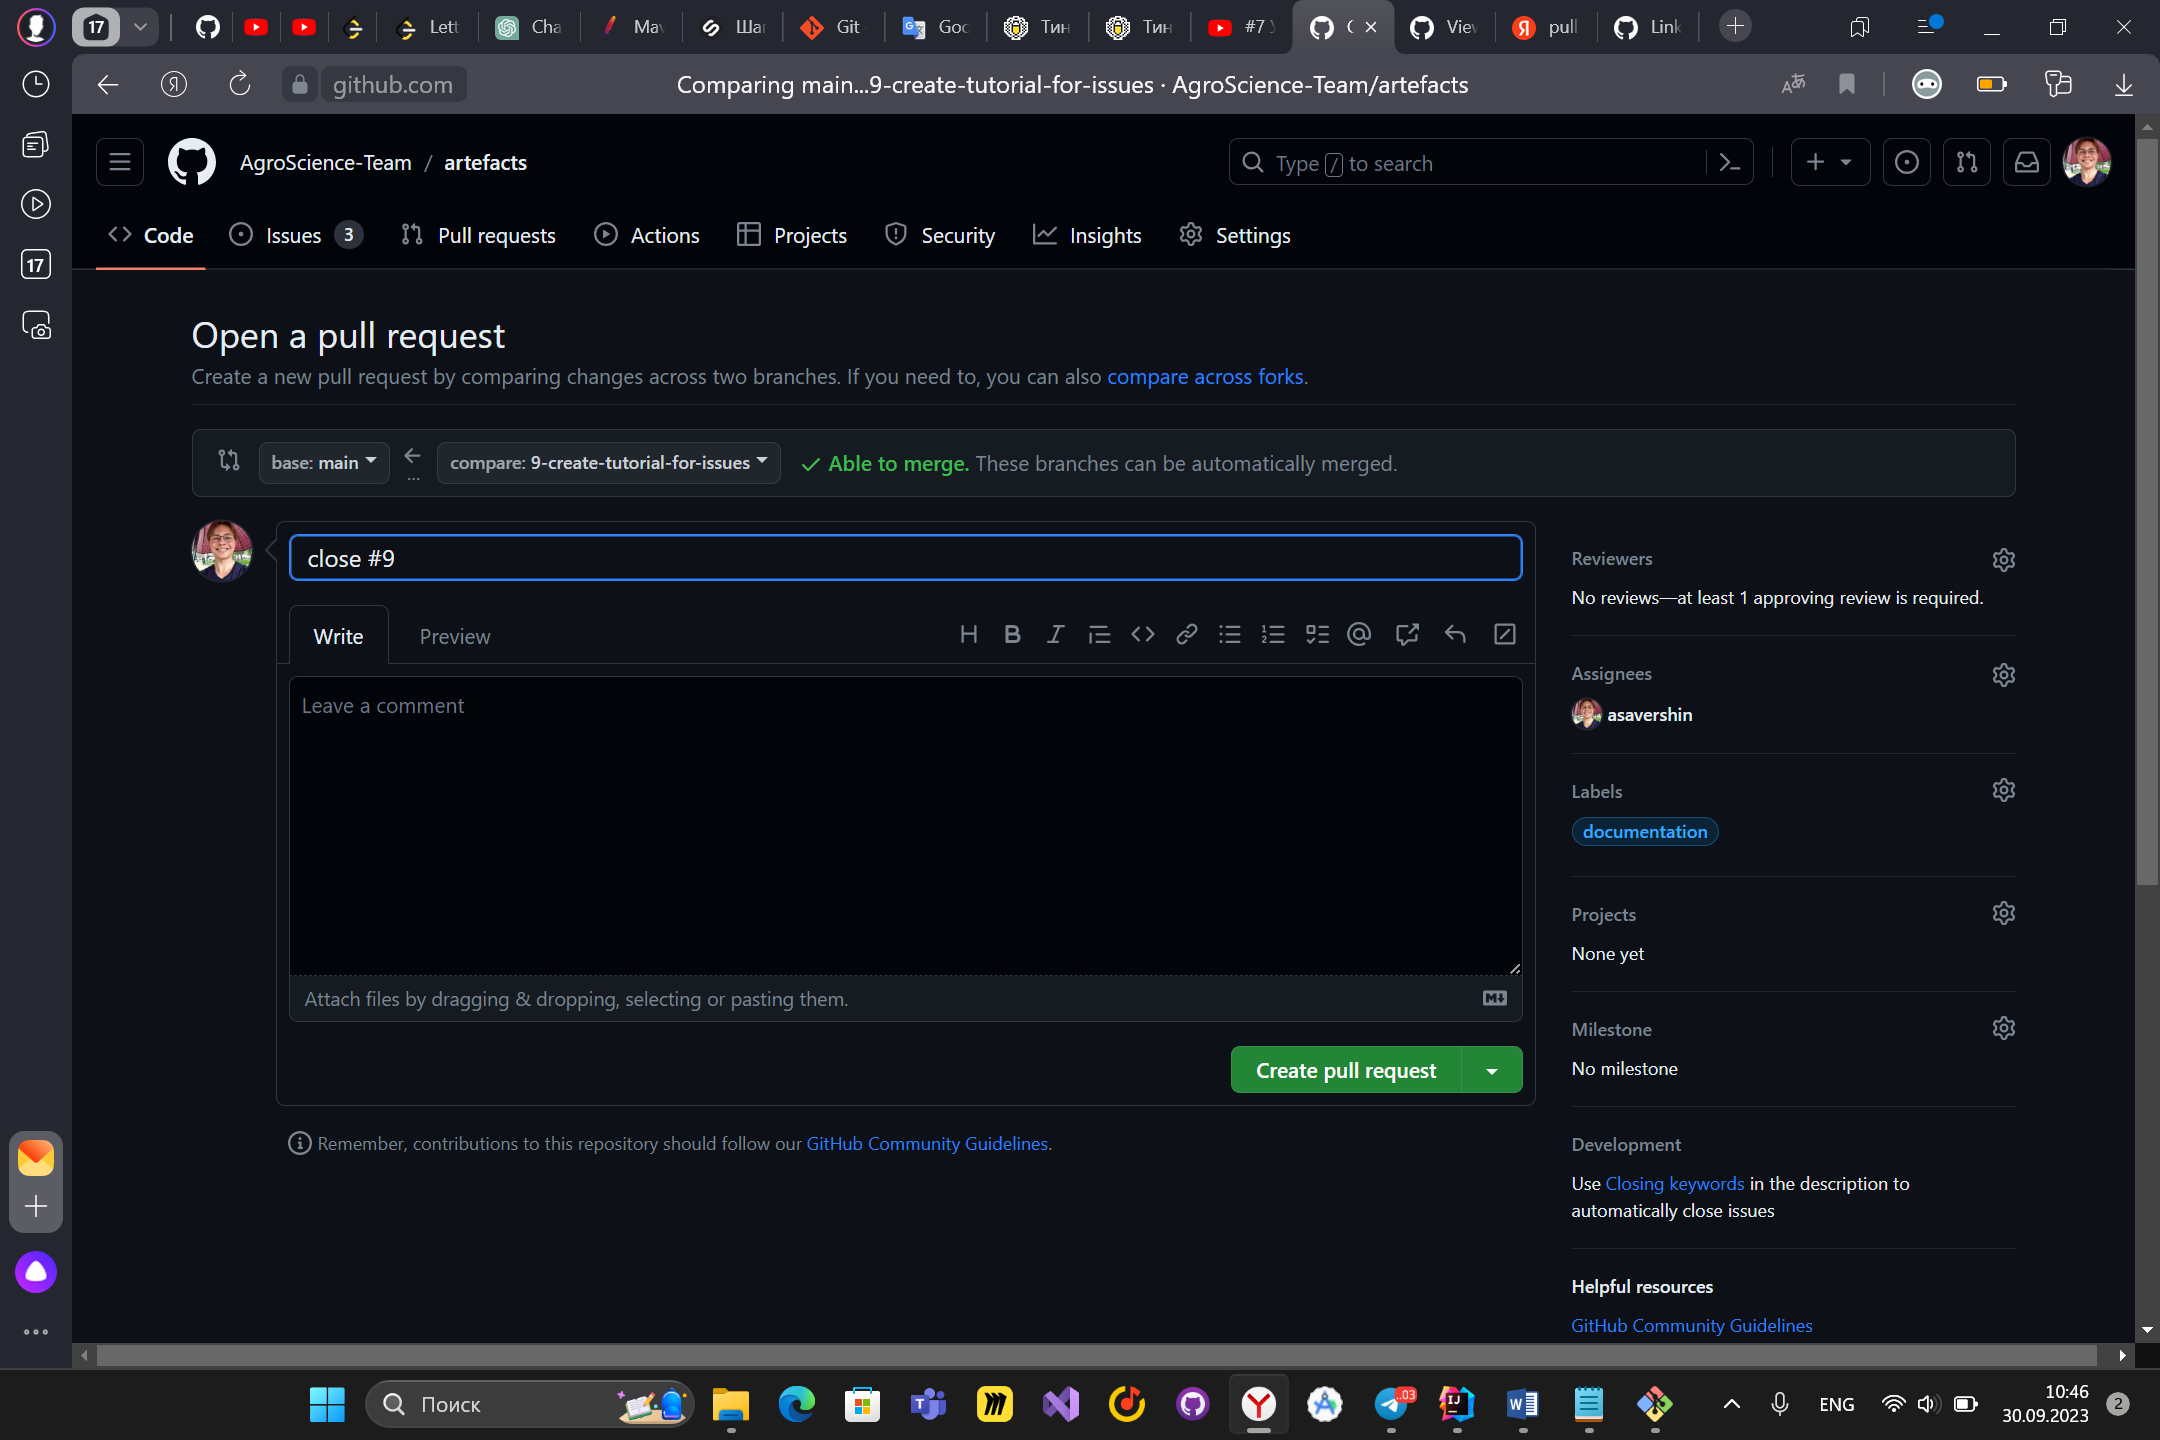 17
Lett
Cha
Ma
Ша
Git
Goo
Тин
Тин
#7
View
pull
Link
github.com
Comparing main...9-create-tutorial-for-issues · AgroScience-Team/artefacts
17
AgroScience-Team / artefacts
Type / to search
Code
Issues 3
Pull requests
Actions
Projects
Security
Insights
Settings
Open a pull request
Create a new pull request by comparing changes across two branches. If you need to, you can also compare across forks.
base: main
...
compare: 9-create-tutorial-for-issues
Able to merge. These branches can be automatically merged.
close #9
Write
Preview
Leave a comment
Attach files by dragging & dropping, selecting or pasting them.
Create pull request
Remember, contributions to this repository should follow our GitHub Community Guidelines.
Reviewers
No reviews—at least 1 approving review is required.
Assignees
asavershin
Labels
documentation
Projects
None yet
Milestone
No milestone
Development
Use Closing keywords in the description to
automatically close issues
Helpful resources
GitHub Community Guidelines
Поиск
.03
ENG
10:46
30.09.2023
2